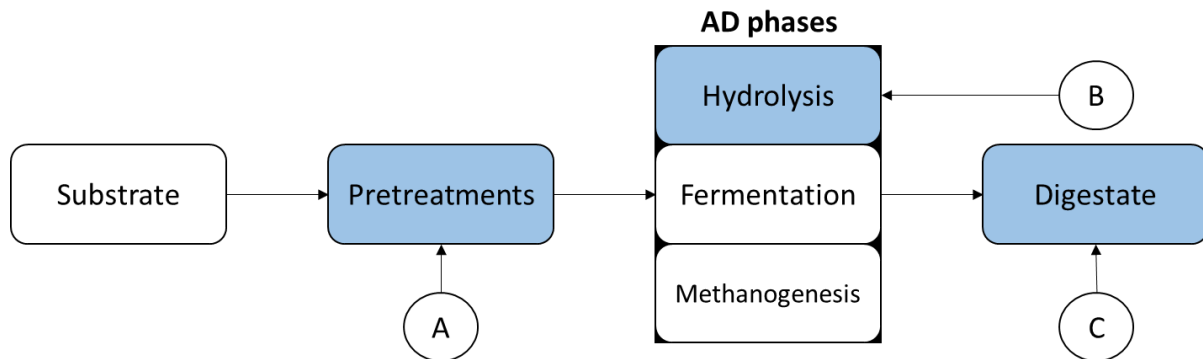 AD phases
Hydrolysis
B
Substrate
Pretreatments
Fermentation
Digestate
Methanogenesis
A
C